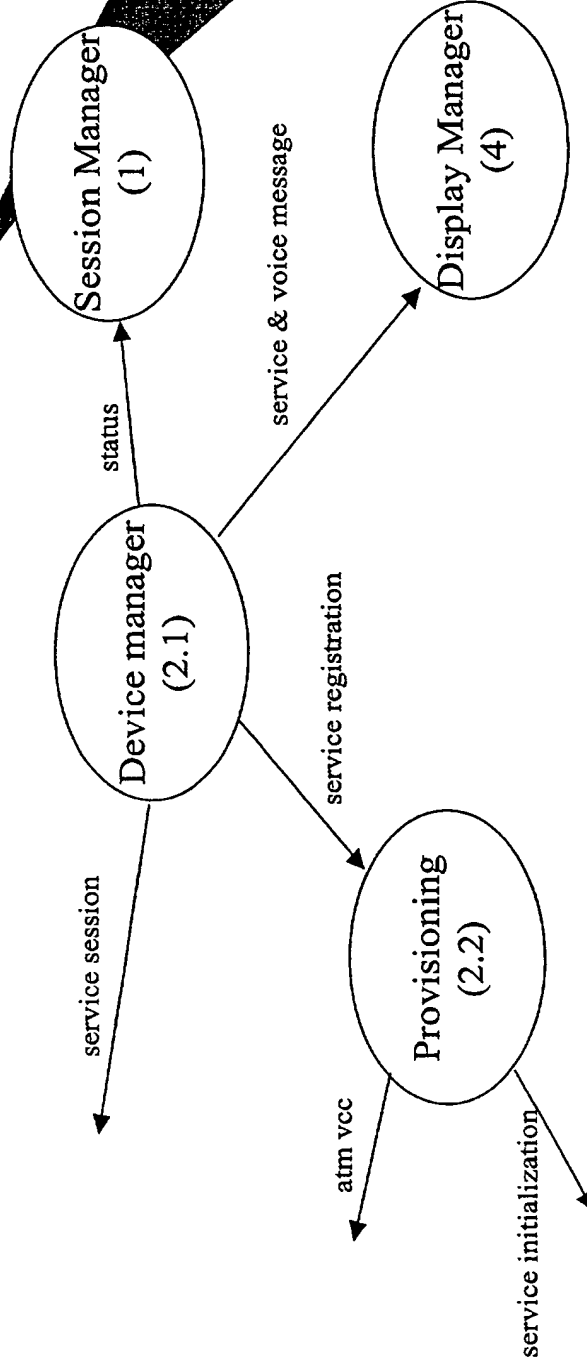 service session
Device manager
(2.1)
status
Session Manager
(1)
service & voice message
Display Manager
(4)
service registration
Provisioning
(2.2)
atm vcc
service initialization